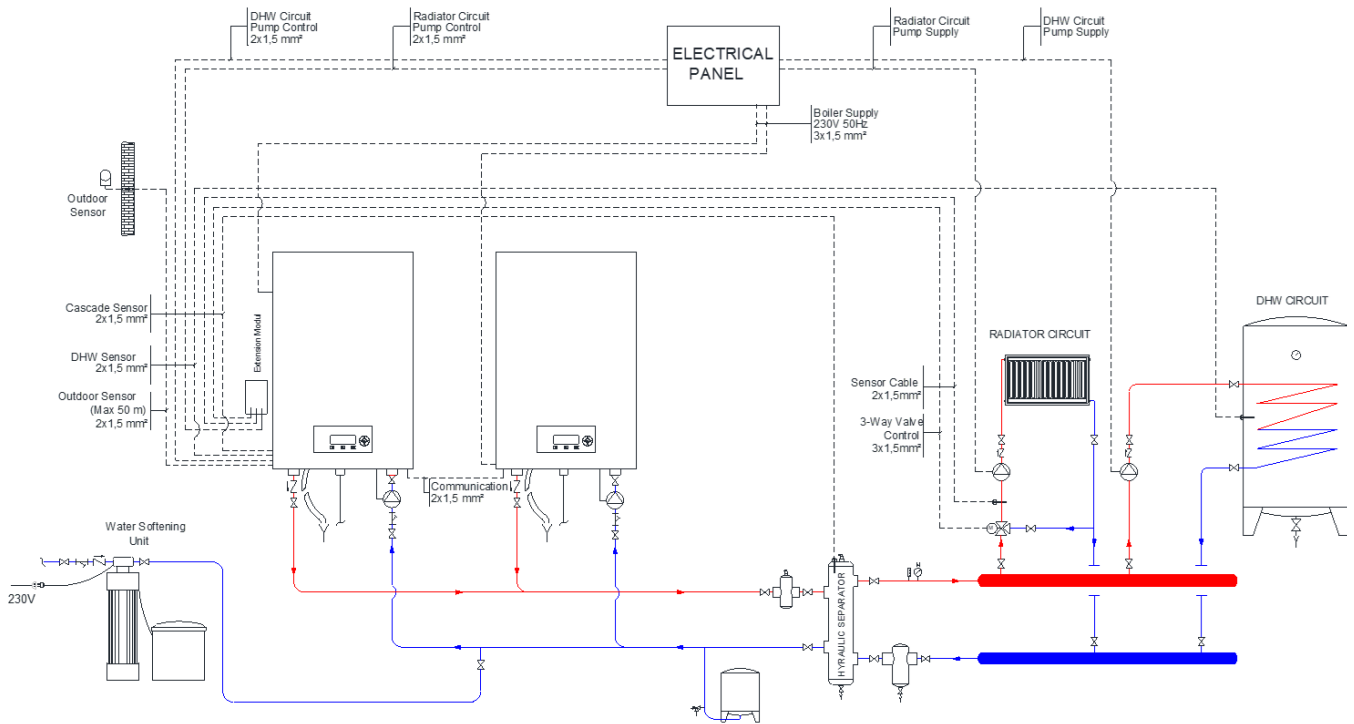 DHW Circuit
Pump Control
2x1,5 mm²
Radiator Circuit
Pump Control
2x1,5 mm²
ELECTRICAL
PANEL
Radiator Circuit
Pump Supply
DHW Circuit
Pump Supply
Boiler Supply
230V 50Hz
3x1,5 mm²
Outdoor
Sensor
Cascade Sensor
2x1,5 mm²
DHW Sensor
2x1,5 mm²
Outdoor Sensor
(Max 50 m)
2x1,5 mm²
Extension Modul
DHW CIRCUIT
RADIATOR CIRCUIT
Sensor Cable
2x1,5mm²
3-Way Valve
Control
3x1,5mm²
Communication
2x1,5 mm²
Water Softening
Unit
230V
HYRAULIC SEPARATOR
M